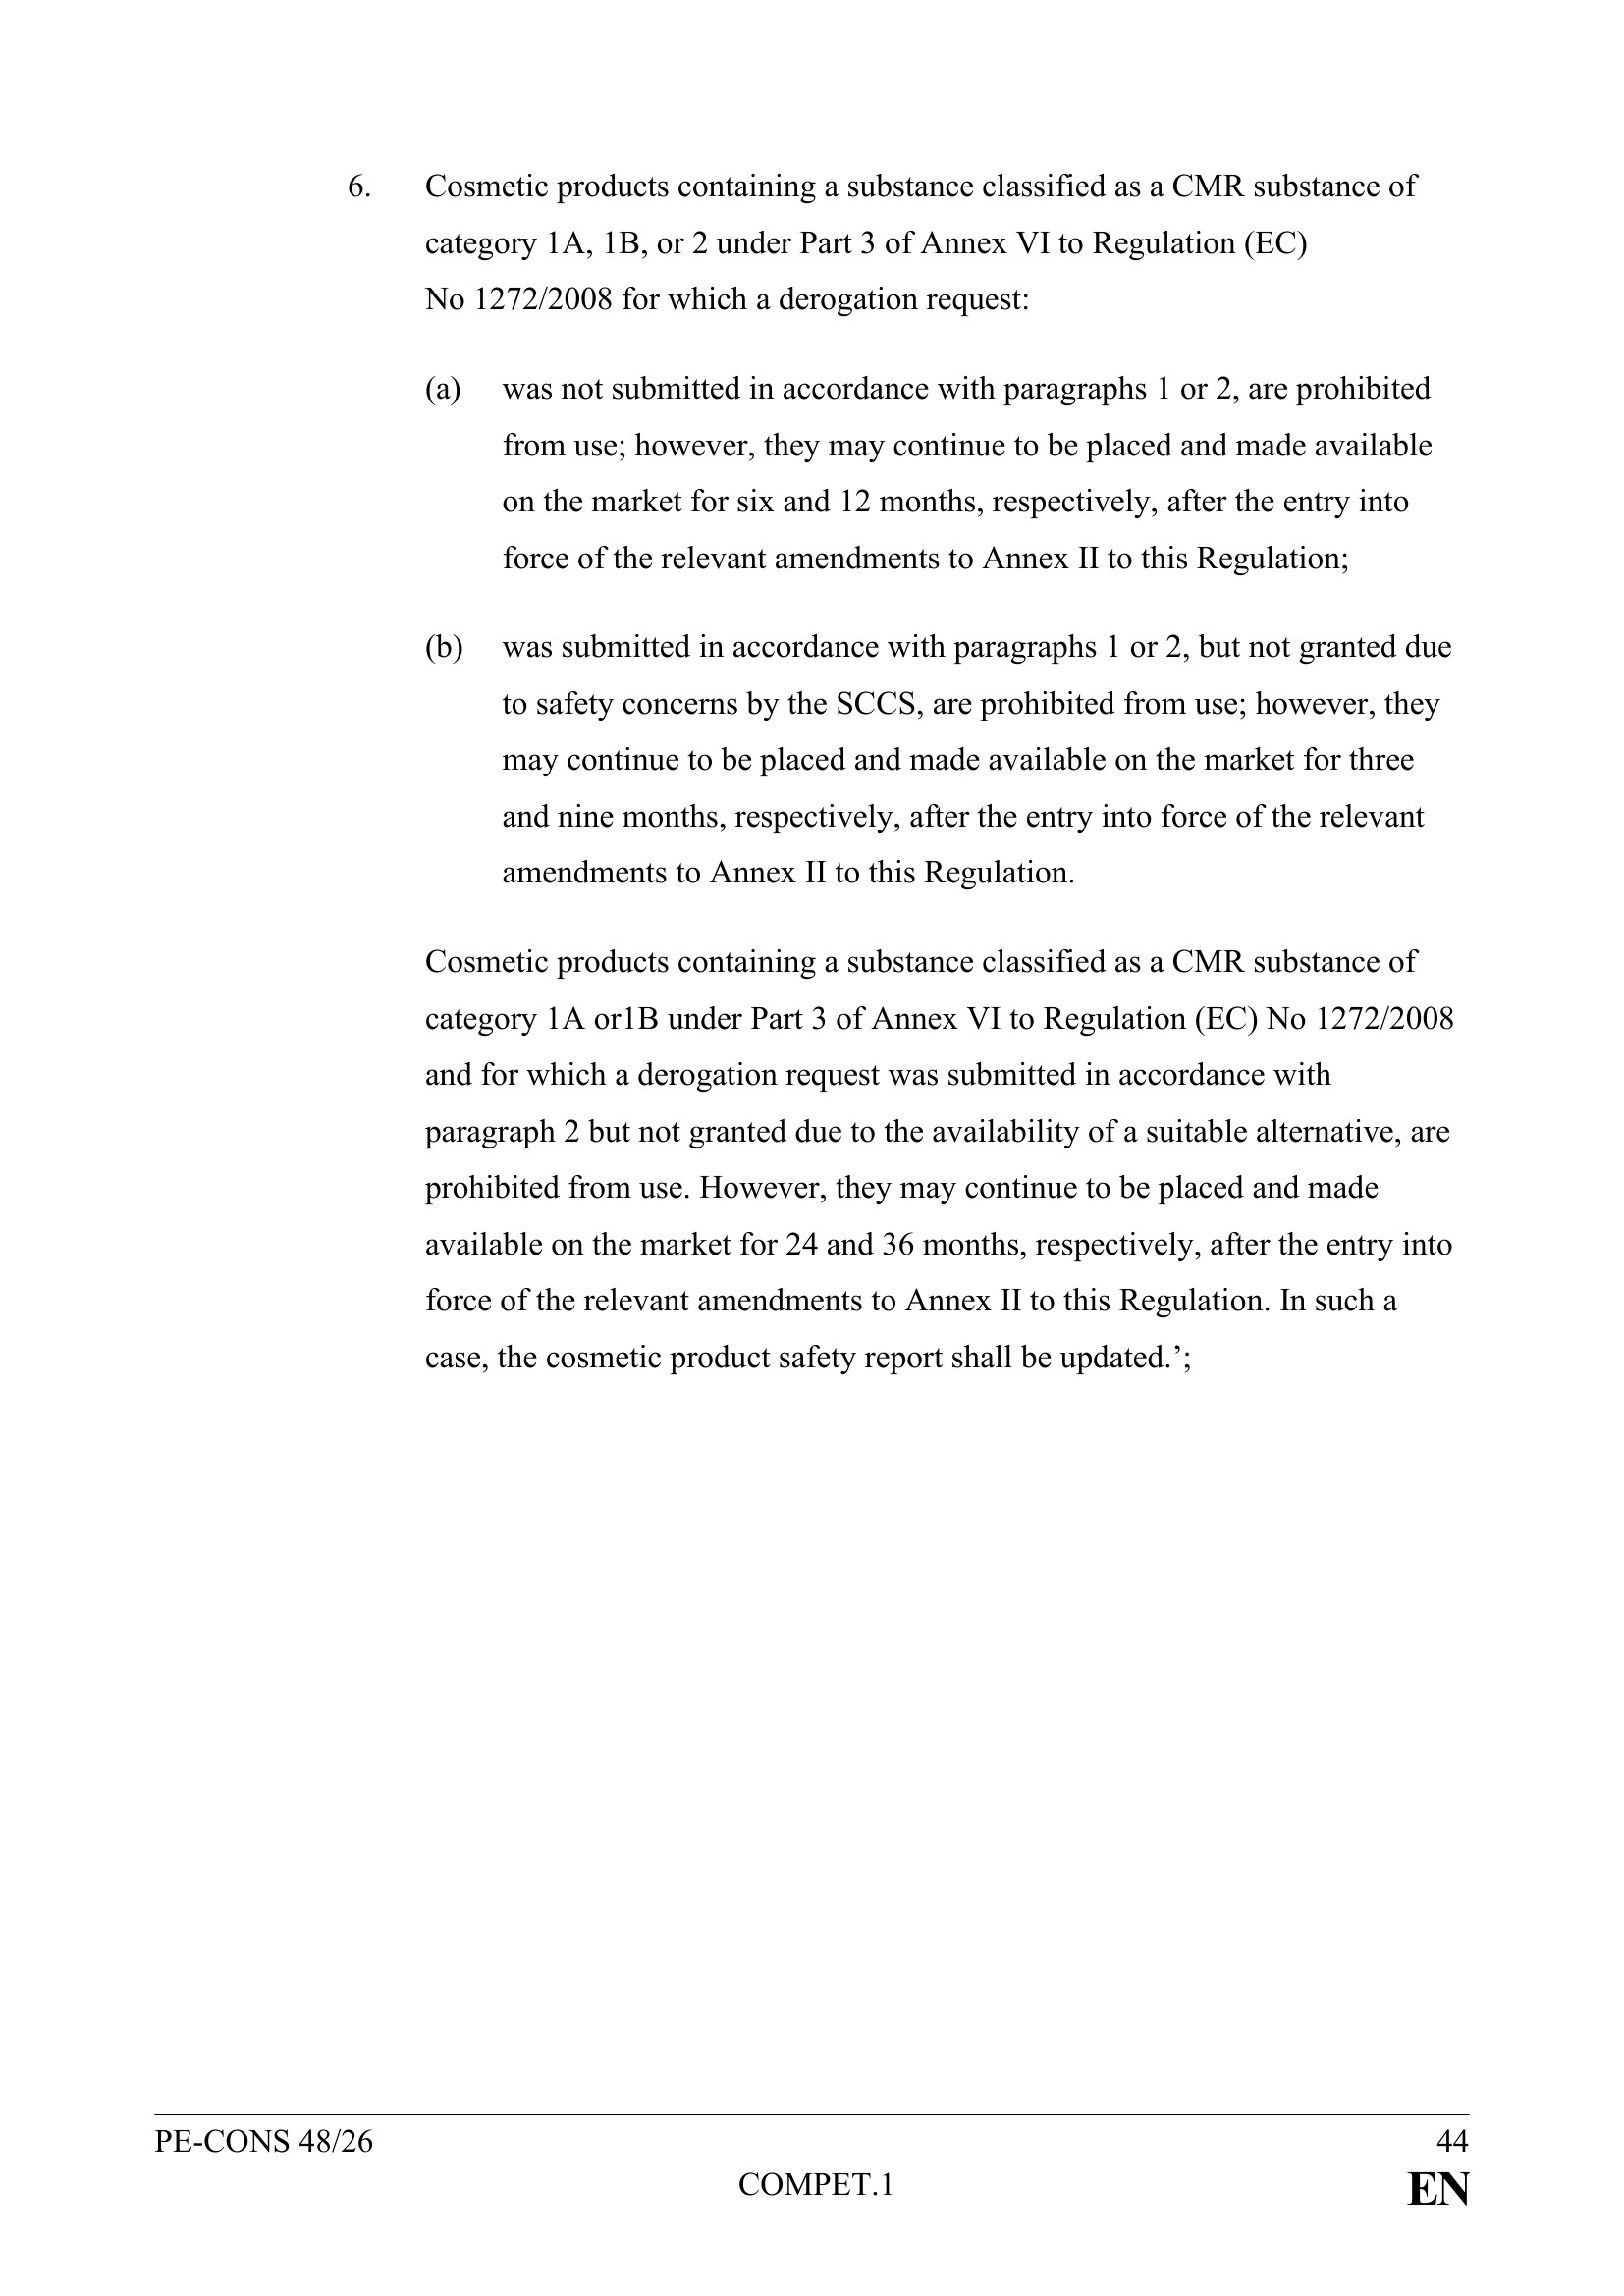 6. Cosmetic products containing a substance classified as a CMR substance of
category 1A, 1B, or 2 under Part 3 of Annex VI to Regulation (EC)
No 1272/2008 for which a derogation request:
(a) was not submitted in accordance with paragraphs 1 or 2, are prohibited
from use; however, they may continue to be placed and made available
on the market for six and 12 months, respectively, after the entry into
force of the relevant amendments to Annex II to this Regulation;
(b) was submitted in accordance with paragraphs 1 or 2, but not granted due
to safety concerns by the SCCS, are prohibited from use; however, they
may continue to be placed and made available on the market for three
and nine months, respectively, after the entry into force of the relevant
amendments to Annex II to this Regulation.
Cosmetic products containing a substance classified as a CMR substance of
category 1A or1B under Part 3 of Annex VI to Regulation (EC) No 1272/2008
and for which a derogation request was submitted in accordance with
paragraph 2 but not granted due to the availability of a suitable alternative, are
prohibited from use. However, they may continue to be placed and made
available on the market for 24 and 36 months, respectively, after the entry into
force of the relevant amendments to Annex II to this Regulation. In such a
case, the cosmetic product safety report shall be updated.’;
PE-CONS 48/26 44
COMPET.1 EN